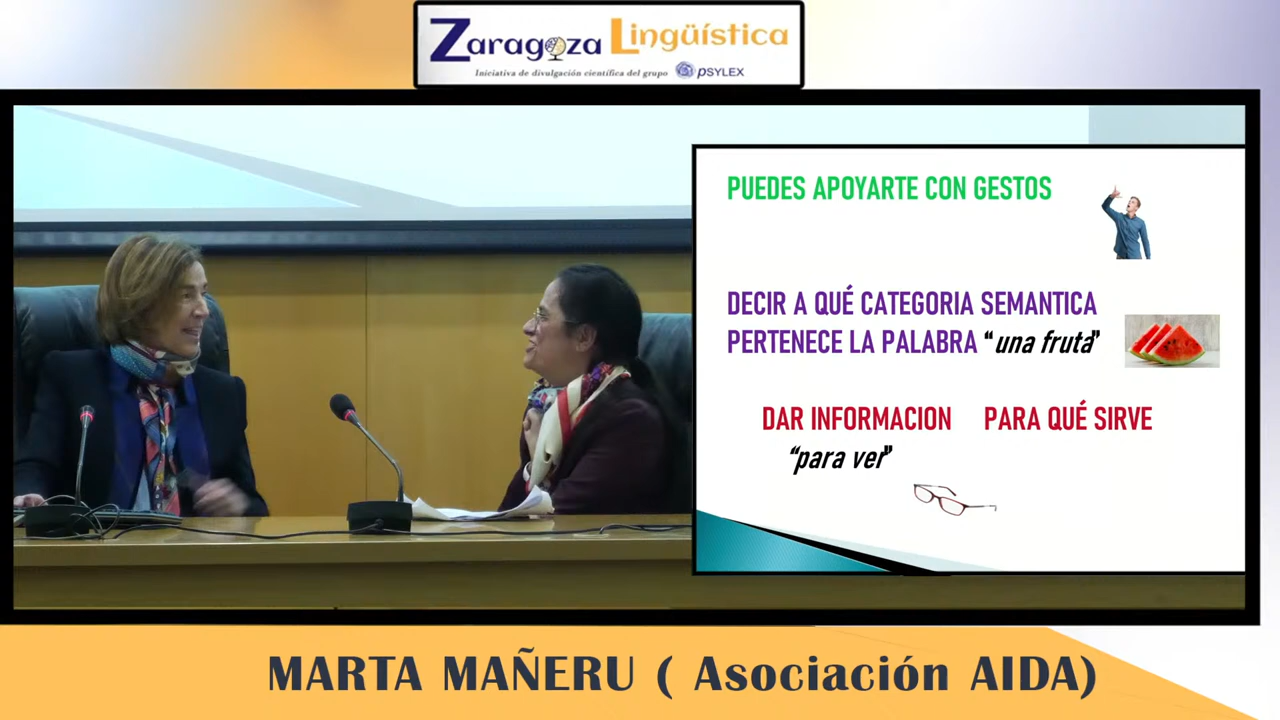 Zaragoza Lingüística
Iniciativa de divulgación científica del grupo PSYLEX
PUEDES APOYARTE CON GESTOS
DECIR A QUÉ CATEGORIA SEMANTICA
PERTENECE LA PALABRA “una fruta”
DAR INFORMACION PARA QUÉ SIRVE
“para ver”
MARTA MAÑERU ( Asociación AIDA)